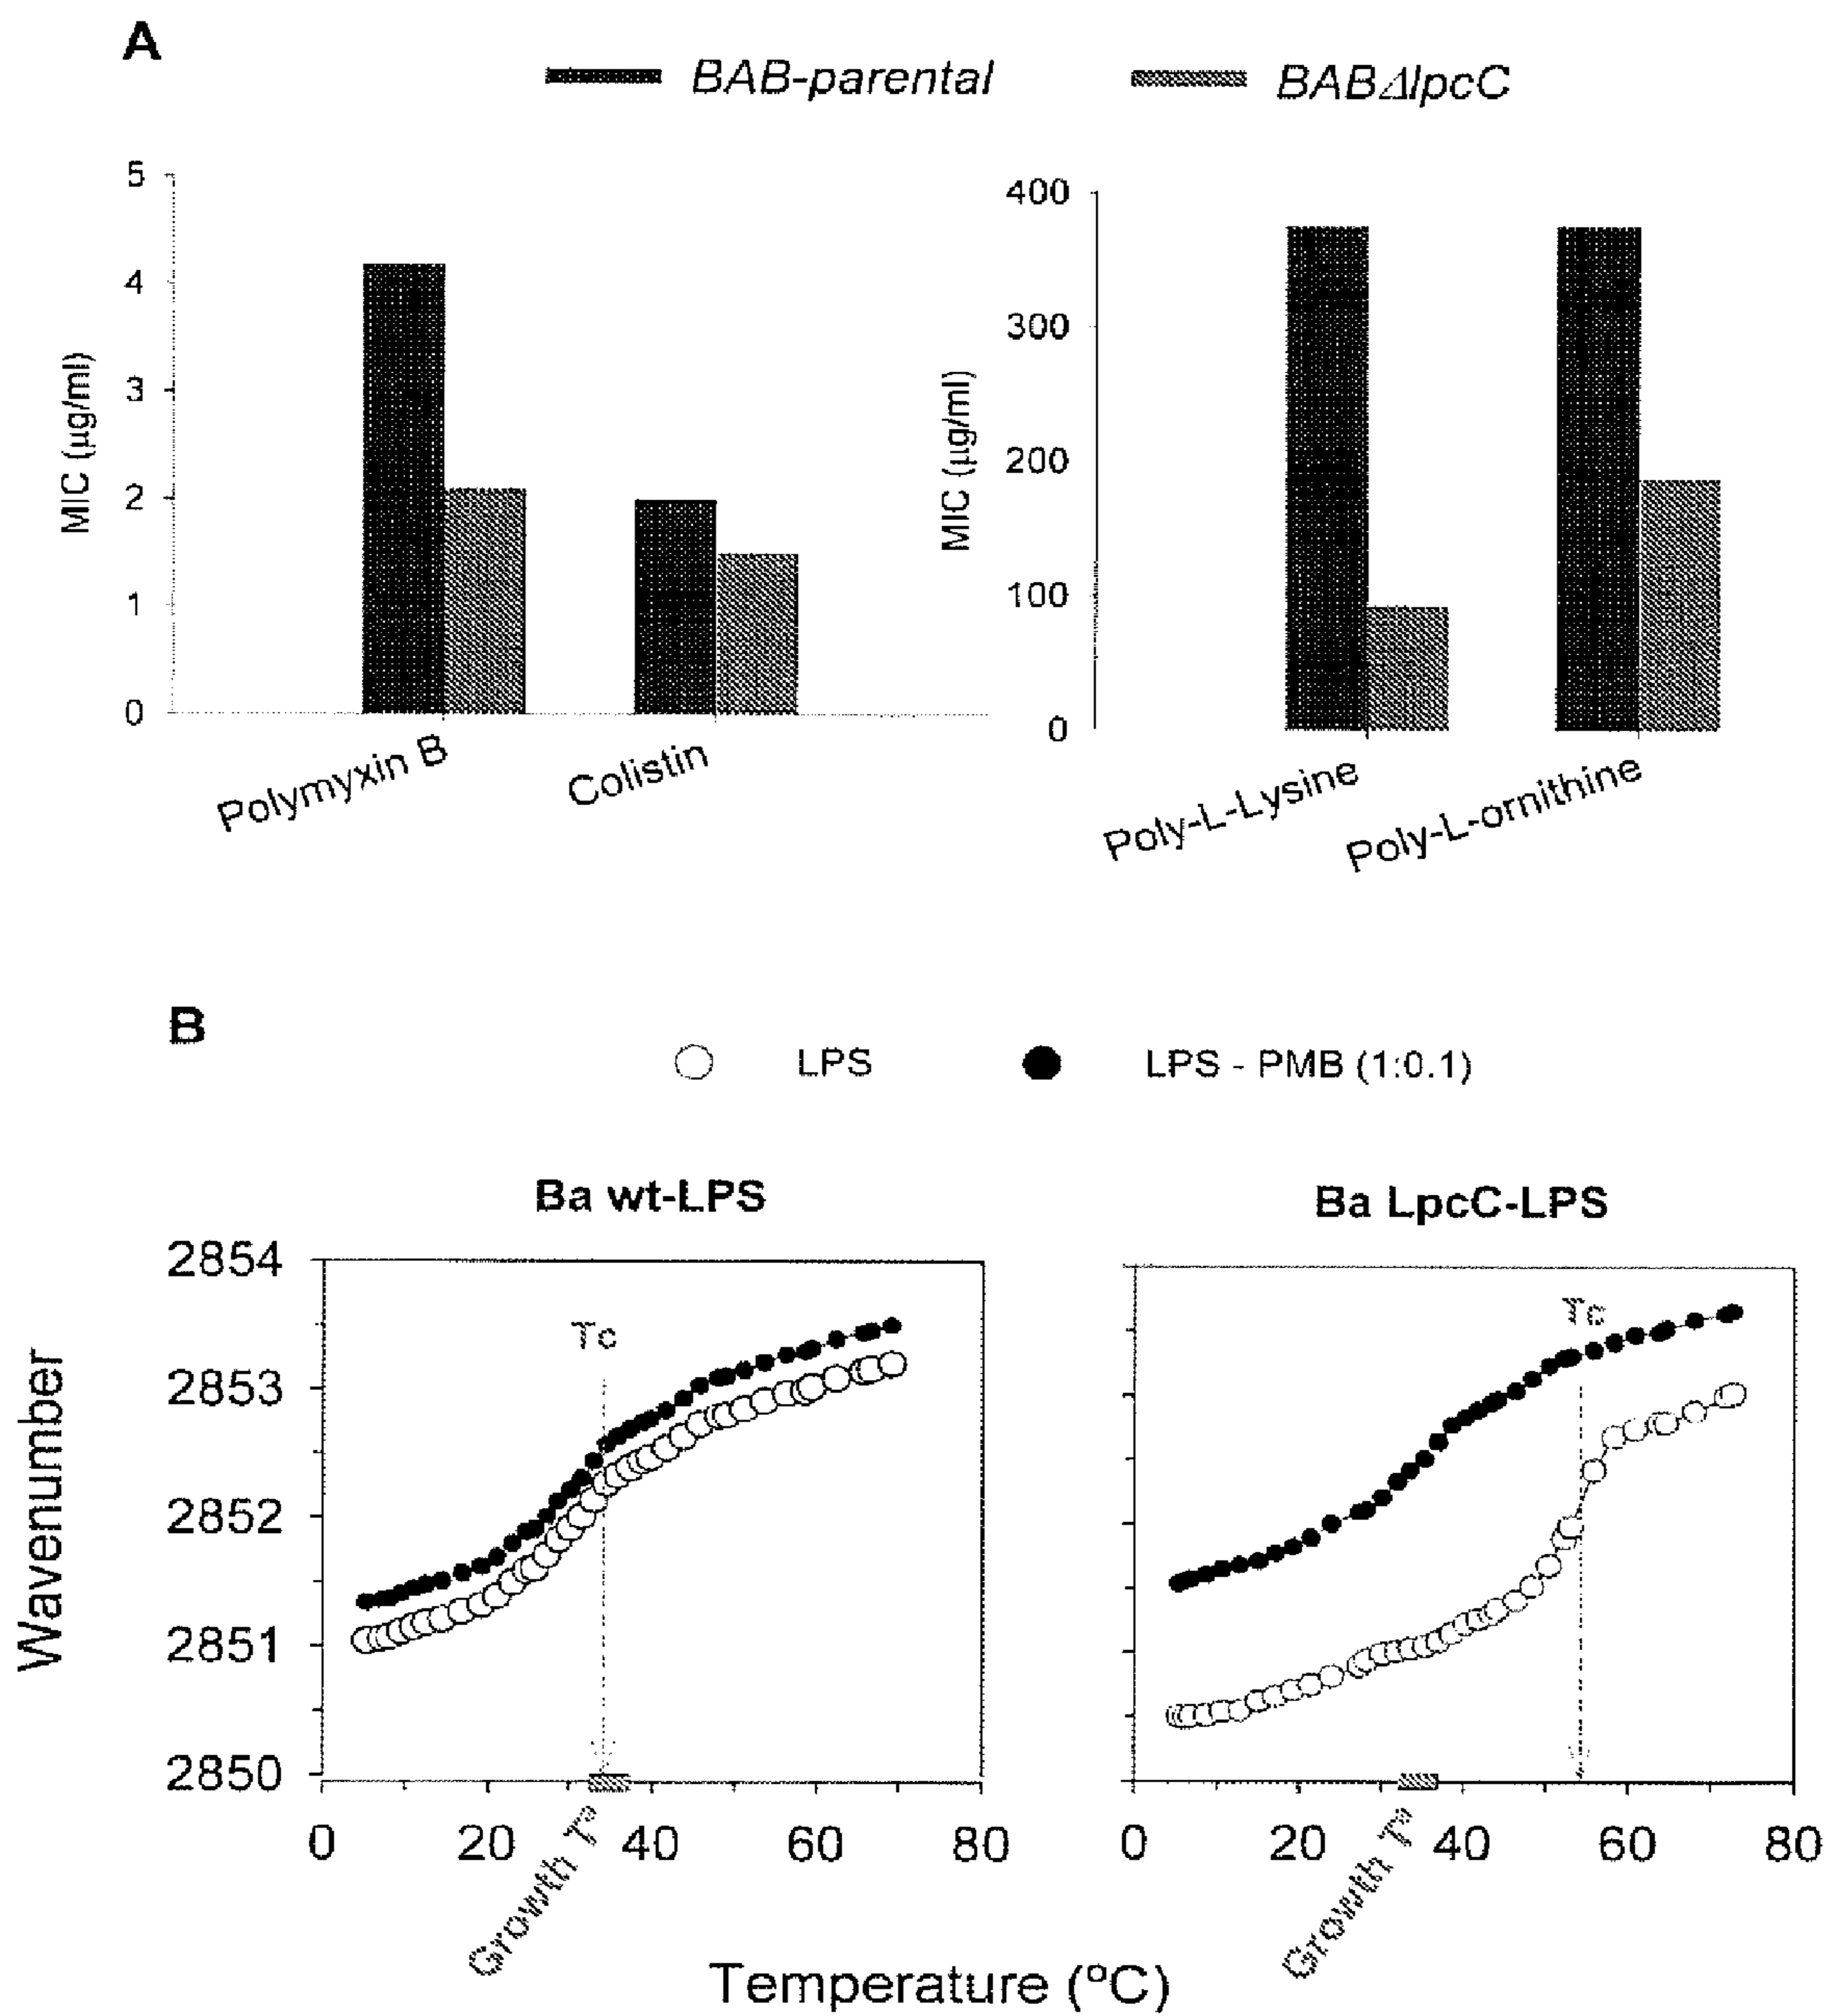 A
BAB-parental
BABΔlpcC
5
4
3
2
1
0
MIC (µg/ml)
Polymyxin B
Colistin
400
300
200
100
0
MIC (µg/ml)
Poly-L-Lysine
Poly-L-ornithine
B
LPS
LPS - PMB (1:0.1)
Ba wt-LPS
Ba LpcC-LPS
2854
2853
2852
2851
2850
Wavenumber
Tc
Tc
0
20
40
60
80
0
20
40
60
80
Growth Tª
Growth Tª
Temperature (ºC)